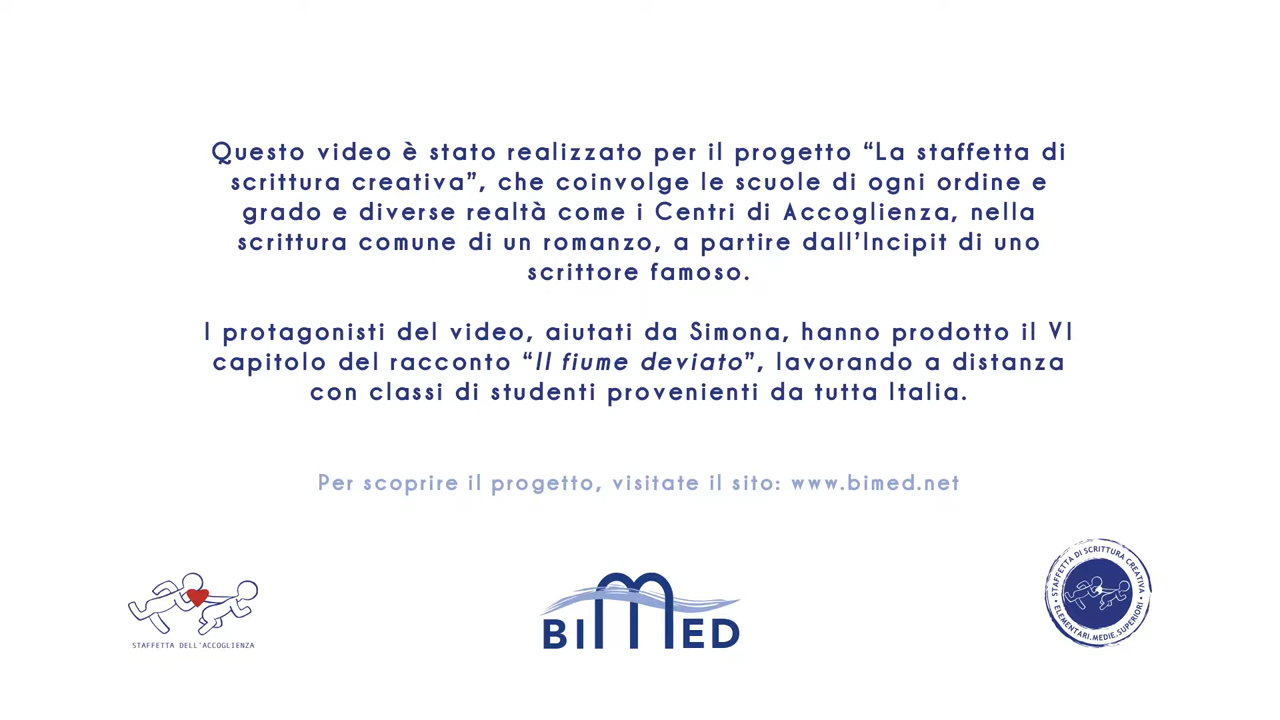 Questo video è stato realizzato per il progetto “La staffetta di
scrittura creativa”, che coinvolge le scuole di ogni ordine e
grado e diverse realtà come i Centri di Accoglienza, nella
scrittura comune di un romanzo, a partire dall’Incipit di uno
scrittore famoso.
I protagonisti del video, aiutati da Simona, hanno prodotto il VI
capitolo del racconto “Il fiume deviato”, lavorando a distanza
con classi di studenti provenienti da tutta Italia.
Per scoprire il progetto, visitate il sito: www.bimed.net
STAFFETTA DELL'ACCOGLIENZA
BIMED
STAFFETTA DI SCRITTURA CREATIVA
• ELEMENTARI.MEDIE.SUPERIORI •